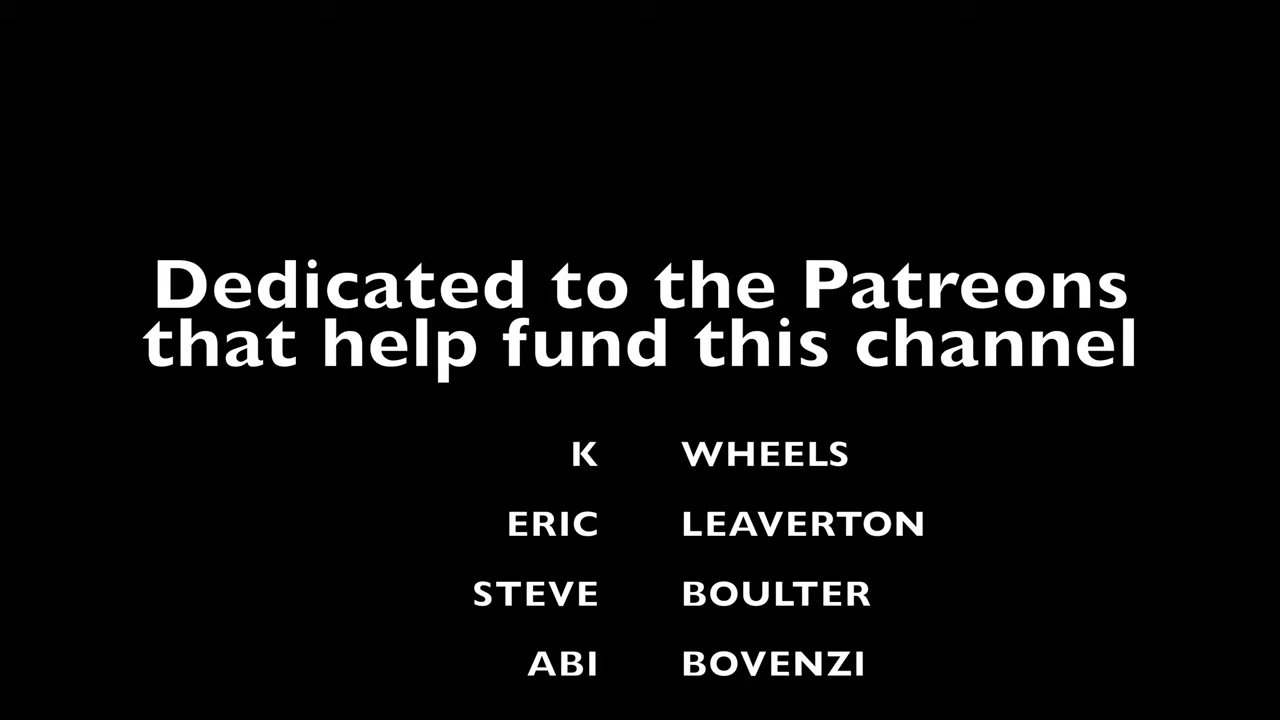 Dedicated to the Patreons
that help fund this channel
K WHEELS
ERIC LEAVERTON
STEVE BOULTER
ABI BOVENZI